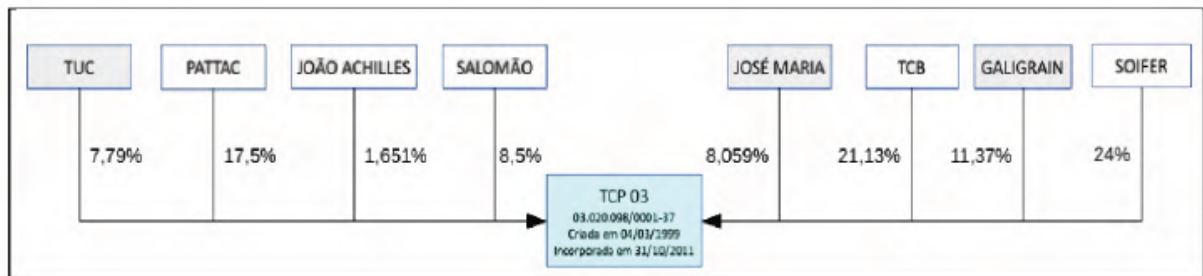 TUC
PATTAC
JOÃO ACHILLES
SALOMÃO
JOSÉ MARIA
TCB
GALIGRAIN
SOIFER
7,79%
17,5%
1,651%
8,5%
8,059%
21,13%
11,37%
24%
TCP 03
03.020.098/0001-37
Criada em 04/03/1999
Incorporado em 31/10/2011